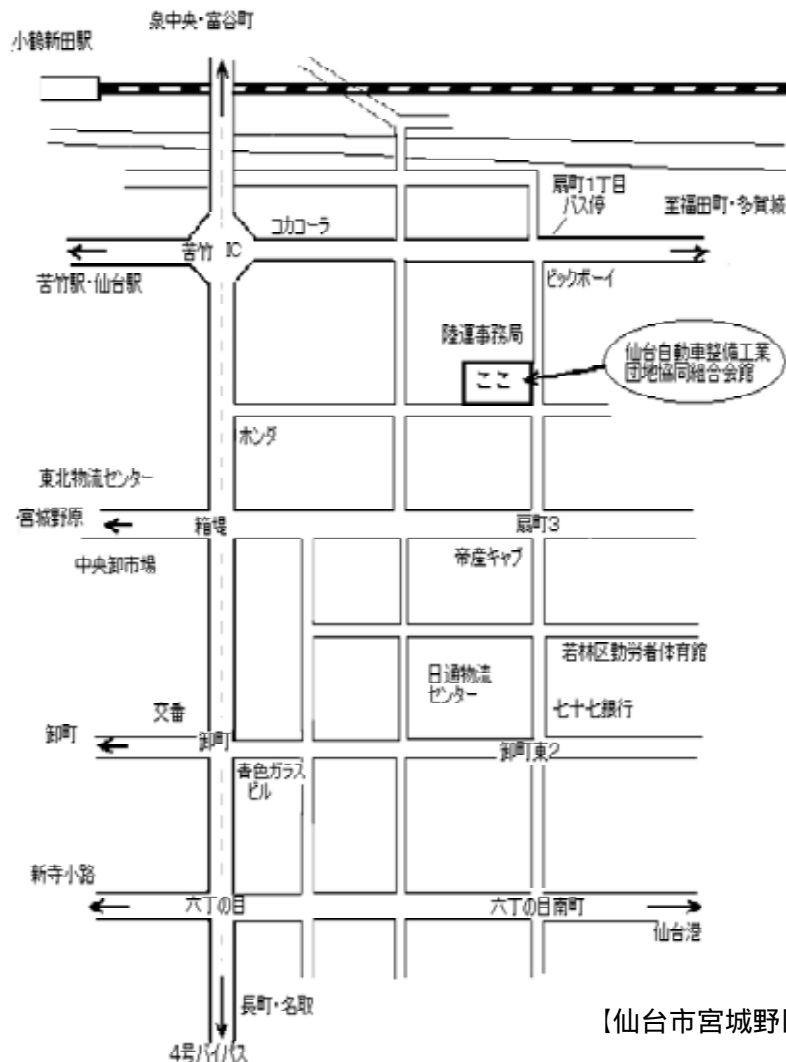 泉中央・富谷町
小鶴新田駅
扇町1丁目
バス停
至福田町・多賀城
コカコーラ
苦竹 IC
苦竹駅・仙台駅
ビックボーイ
陸運事務局
仙台自動車整備工業
団地協同組合会館
ここ
ホンダ
東北物流センター
宮城野原
箱堤
扇町3
中央卸市場
帝産キャブ
若林区勤労者体育館
日通物流
センター
交番
七十七銀行
卸町
卸町
卸町東2
青色ガラス
ビル
新寺小路
六丁の目
六丁の目南町
仙台港
長町・名取
【仙台市宮城野
4号バイパス